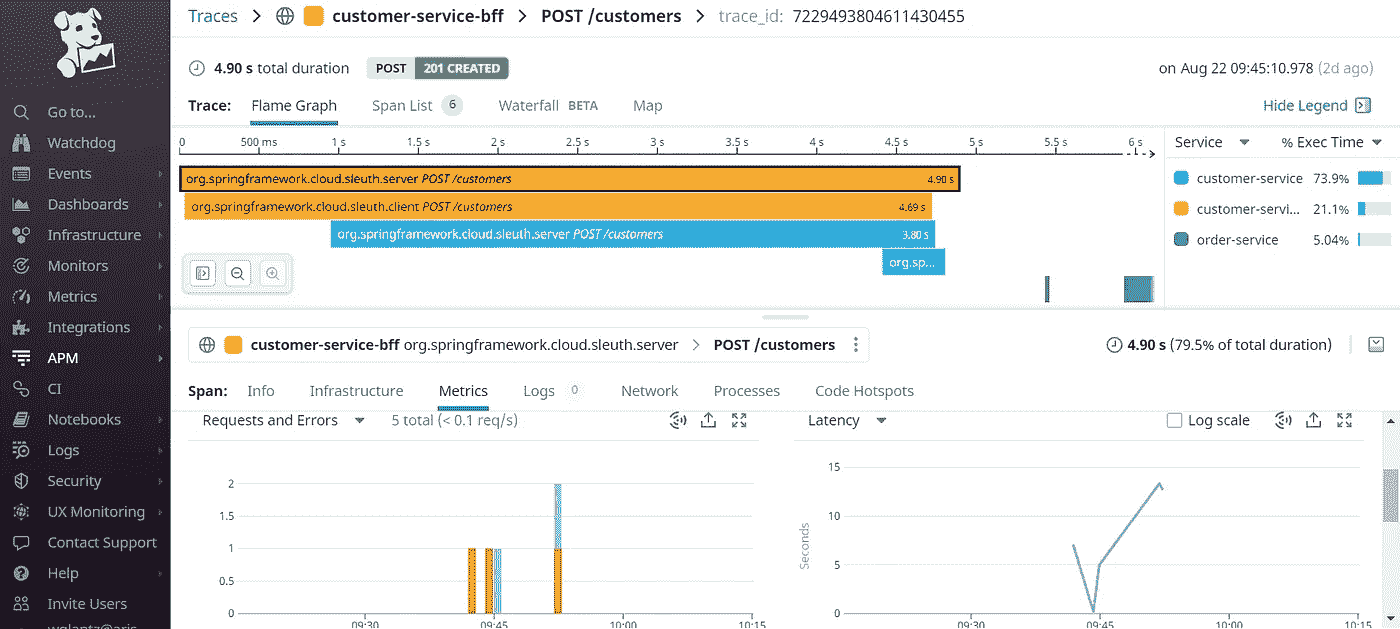 Traces > customer-service-bff > POST /customers > trace_id: 7229493804611430455
4.90 s total duration POST 201 CREATED on Aug 22 09:45:10.978 (2d ago)
Trace: Flame Graph Span List 6 Waterfall BETA Map Hide Legend
0 500 ms 1 s 1.5 s 2 s 2.5 s 3 s 3.5 s 4 s 4.5 s 5 s 5.5 s 6 s
Service % Exec Time
org.springframework.cloud.sleuth.server POST /customers 4.90 s
org.springframework.cloud.sleuth.client POST /customers 4.69 s
org.springframework.cloud.sleuth.server POST /customers 3.80 s
org.sp...
customer-service 73.9%
customer-servi... 21.1%
order-service 5.04%
Go to...
Watchdog
Events
Dashboards
Infrastructure
Monitors
Metrics
Integrations
APM
CI
Notebooks
Logs
Security
UX Monitoring
Contact Support
Help
Invite Users
customer-service-bff org.springframework.cloud.sleuth.server > POST /customers 4.90 s (79.5% of total duration)
Span: Info Infrastructure Metrics Logs 0 Network Processes Code Hotspots
Requests and Errors 5 total (< 0.1 req/s)
2
1.5
1
0.5
0
09:30 09:45 10:00 10:15
Latency Log scale
Seconds
15
10
5
0
09:30 09:45 10:00 10:15